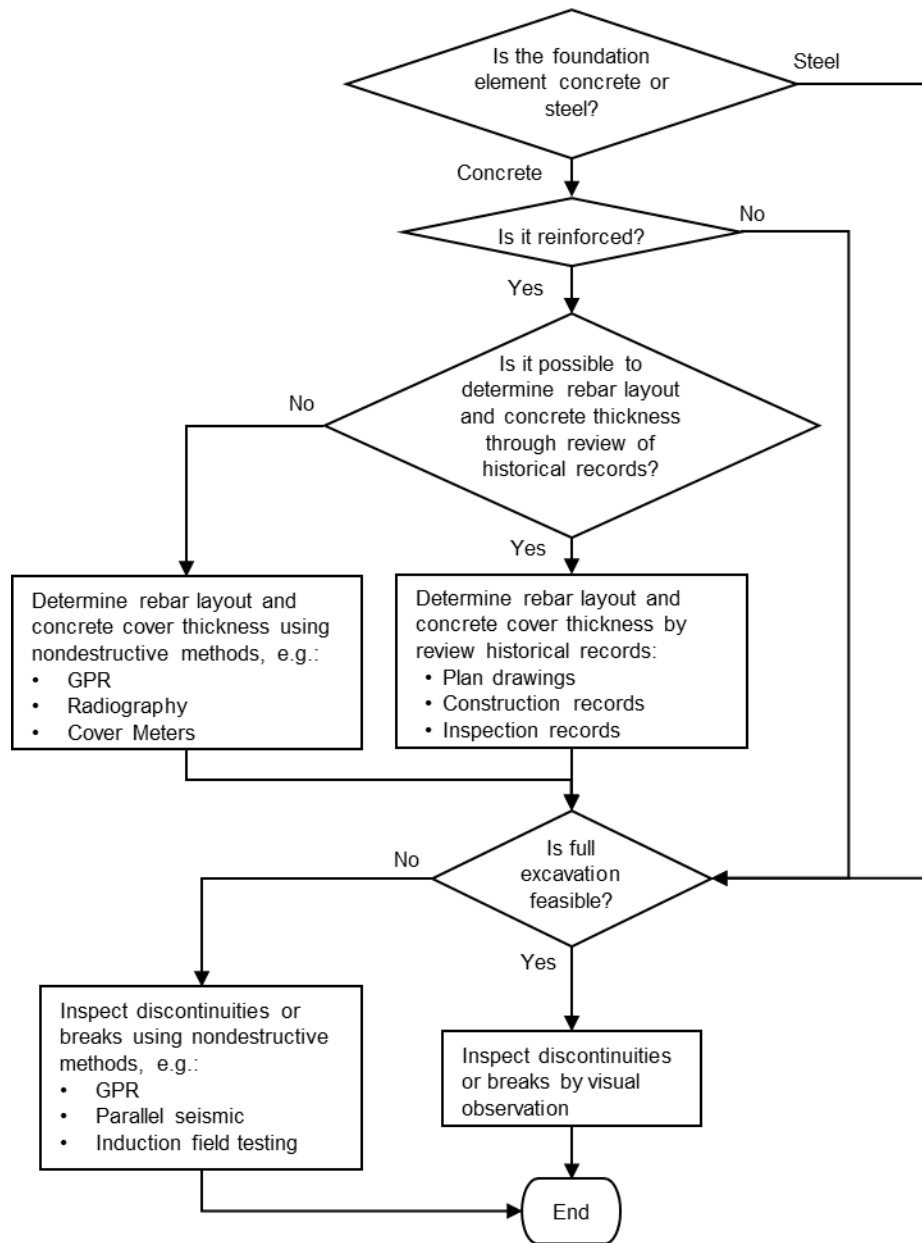 Is the foundation
element concrete or
steel?
Steel
Concrete
Is it reinforced?
No
Yes
Is it possible to
determine rebar layout
and concrete thickness
through review of
historical records?
No
Yes
Determine rebar layout and
concrete cover thickness using
nondestructive methods, e.g.:
• GPR
• Radiography
• Cover Meters
Determine rebar layout and
concrete cover thickness by
review historical records:
• Plan drawings
• Construction records
• Inspection records
Is full
excavation
feasible?
No
Yes
Inspect discontinuities or
breaks using nondestructive
methods, e.g.:
• GPR
• Parallel seismic
• Induction field testing
Inspect discontinuities
or breaks by visual
observation
End